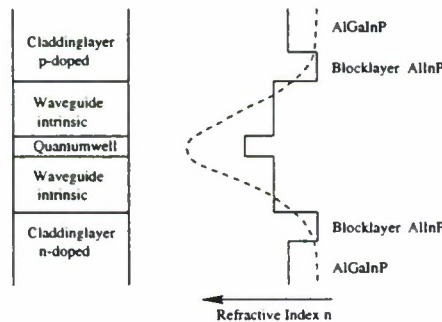 Claddinglayer
p-doped
Waveguide
intrinsic
Quantumwell
Waveguide
intrinsic
Claddinglayer
n-doped
AlGaInP
Blocklayer AlInP
Blocklayer AlInP
AlGaInP
Refractive Index n